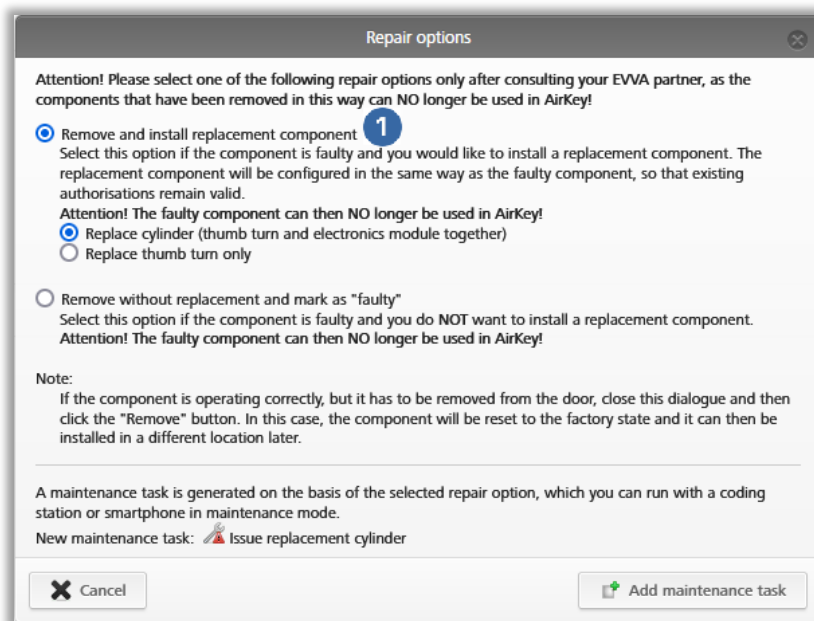 Repair options
Attention! Please select one of the following repair options only after consulting your EVVA partner, as the
components that have been removed in this way can NO longer be used in AirKey!
Remove and install replacement component 1
Select this option if the component is faulty and you would like to install a replacement component. The
replacement component will be configured in the same way as the faulty component, so that existing
authorisations remain valid.
Attention! The faulty component can then NO longer be used in AirKey!
Replace cylinder (thumb turn and electronics module together)
Replace thumb turn only
Remove without replacement and mark as "faulty"
Select this option if the component is faulty and you do NOT want to install a replacement component.
Attention! The faulty component can then NO longer be used in AirKey!
Note:
If the component is operating correctly, but it has to be removed from the door, close this dialogue and then
click the "Remove" button. In this case, the component will be reset to the factory state and it can then be
installed in a different location later.
A maintenance task is generated on the basis of the selected repair option, which you can run with a coding
station or smartphone in maintenance mode.
New maintenance task: Issue replacement cylinder
Cancel
Add maintenance task